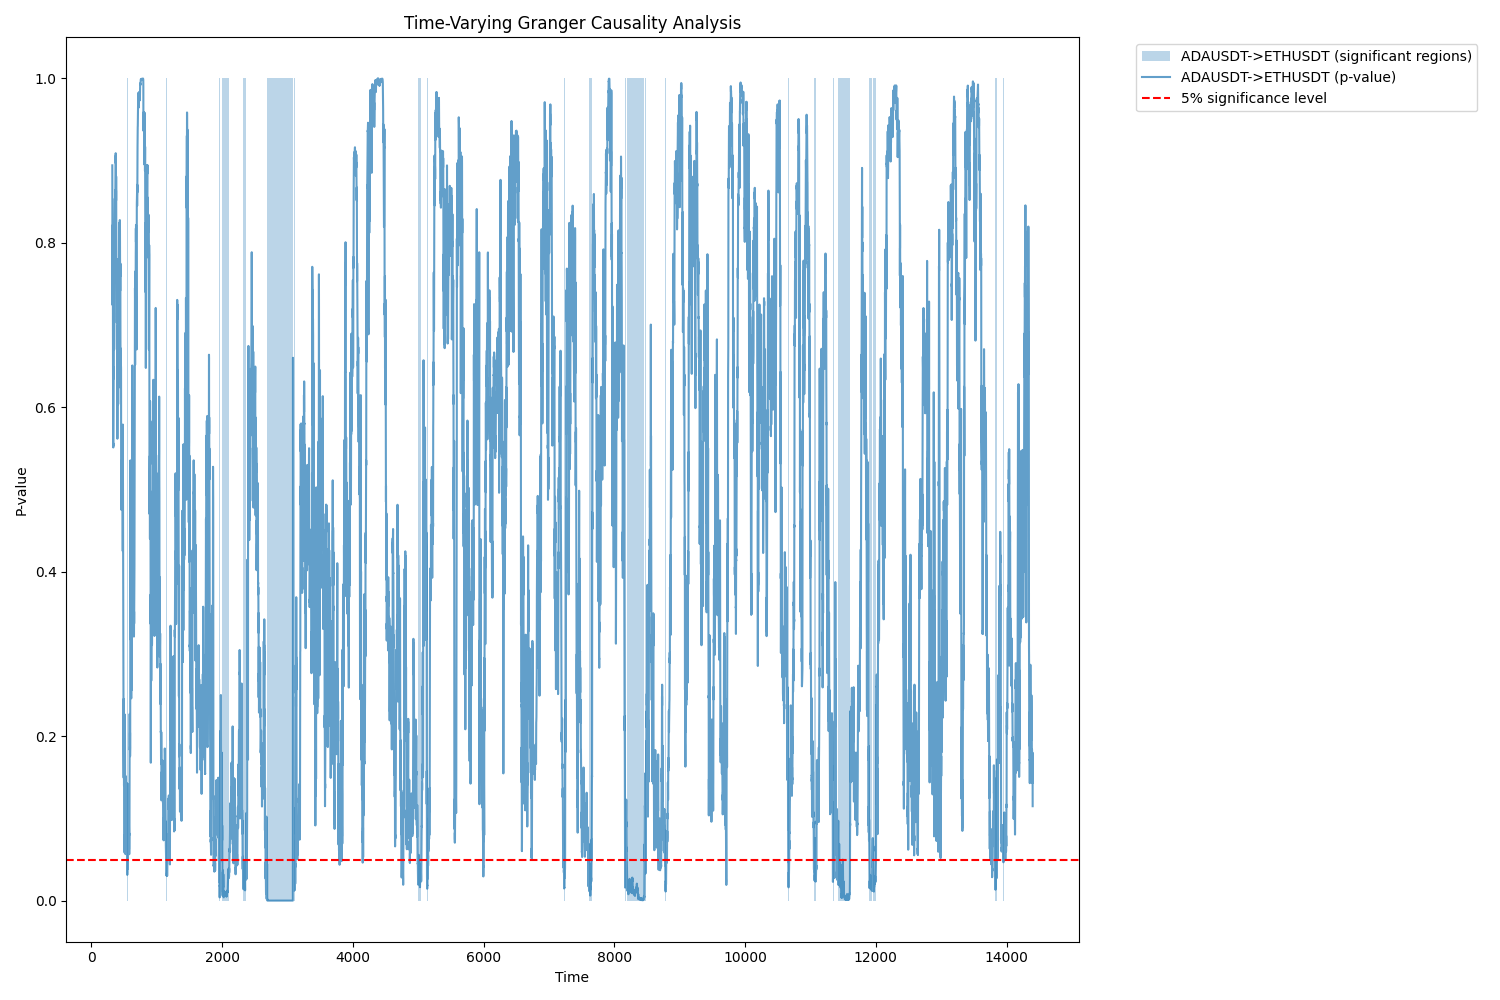 Time-Varying Granger Causality Analysis
ADAUSDT->ETHUSDT (significant regions)
ADAUSDT->ETHUSDT (p-value)
5% significance level
1.0
0.8
0.6
0.4
0.2
0.0
P-value
0 2000 4000 6000 8000 10000 12000 14000
Time